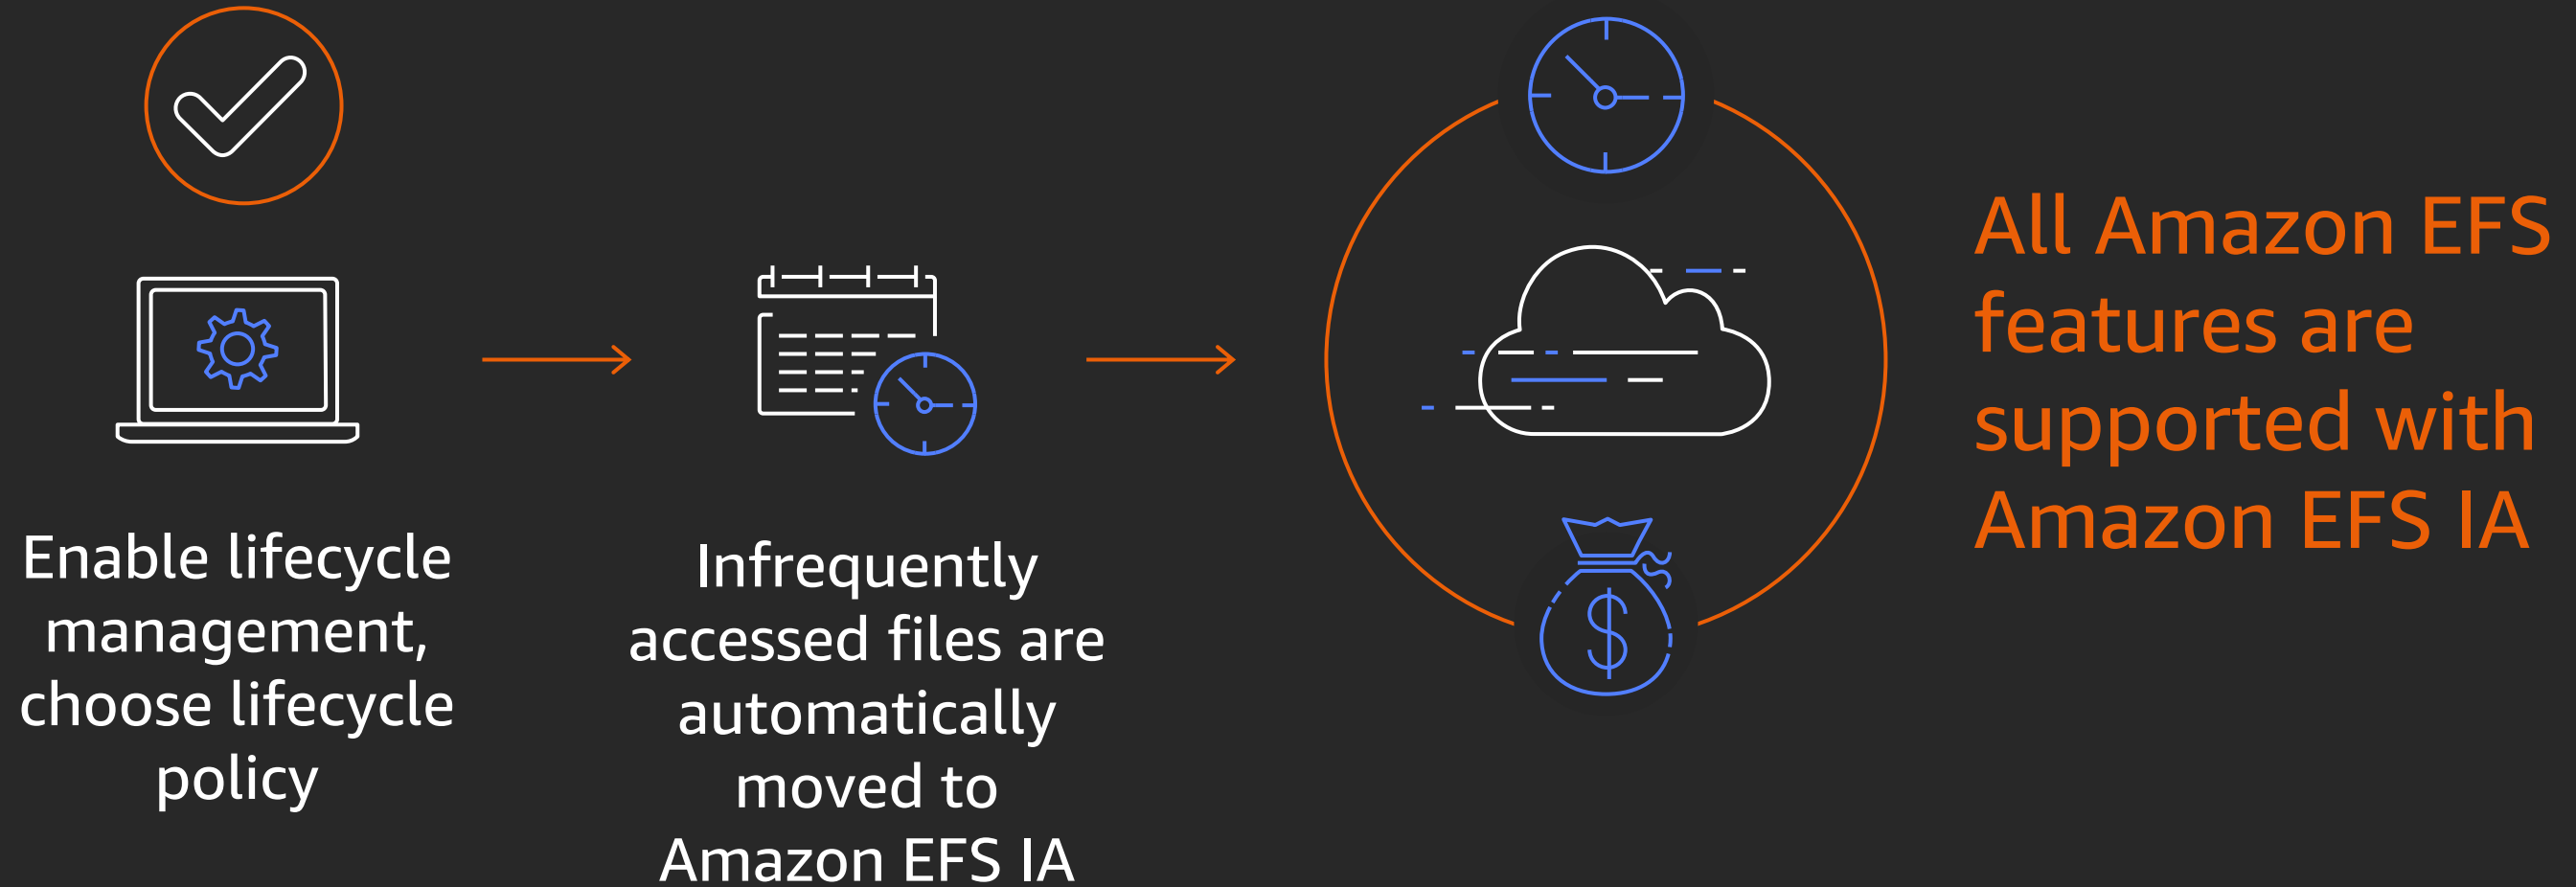 Enable lifecycle
management,
choose lifecycle
policy
Infrequently
accessed files are
automatically
moved to
Amazon EFS IA
$
All Amazon EFS
features are
supported with
Amazon EFS IA